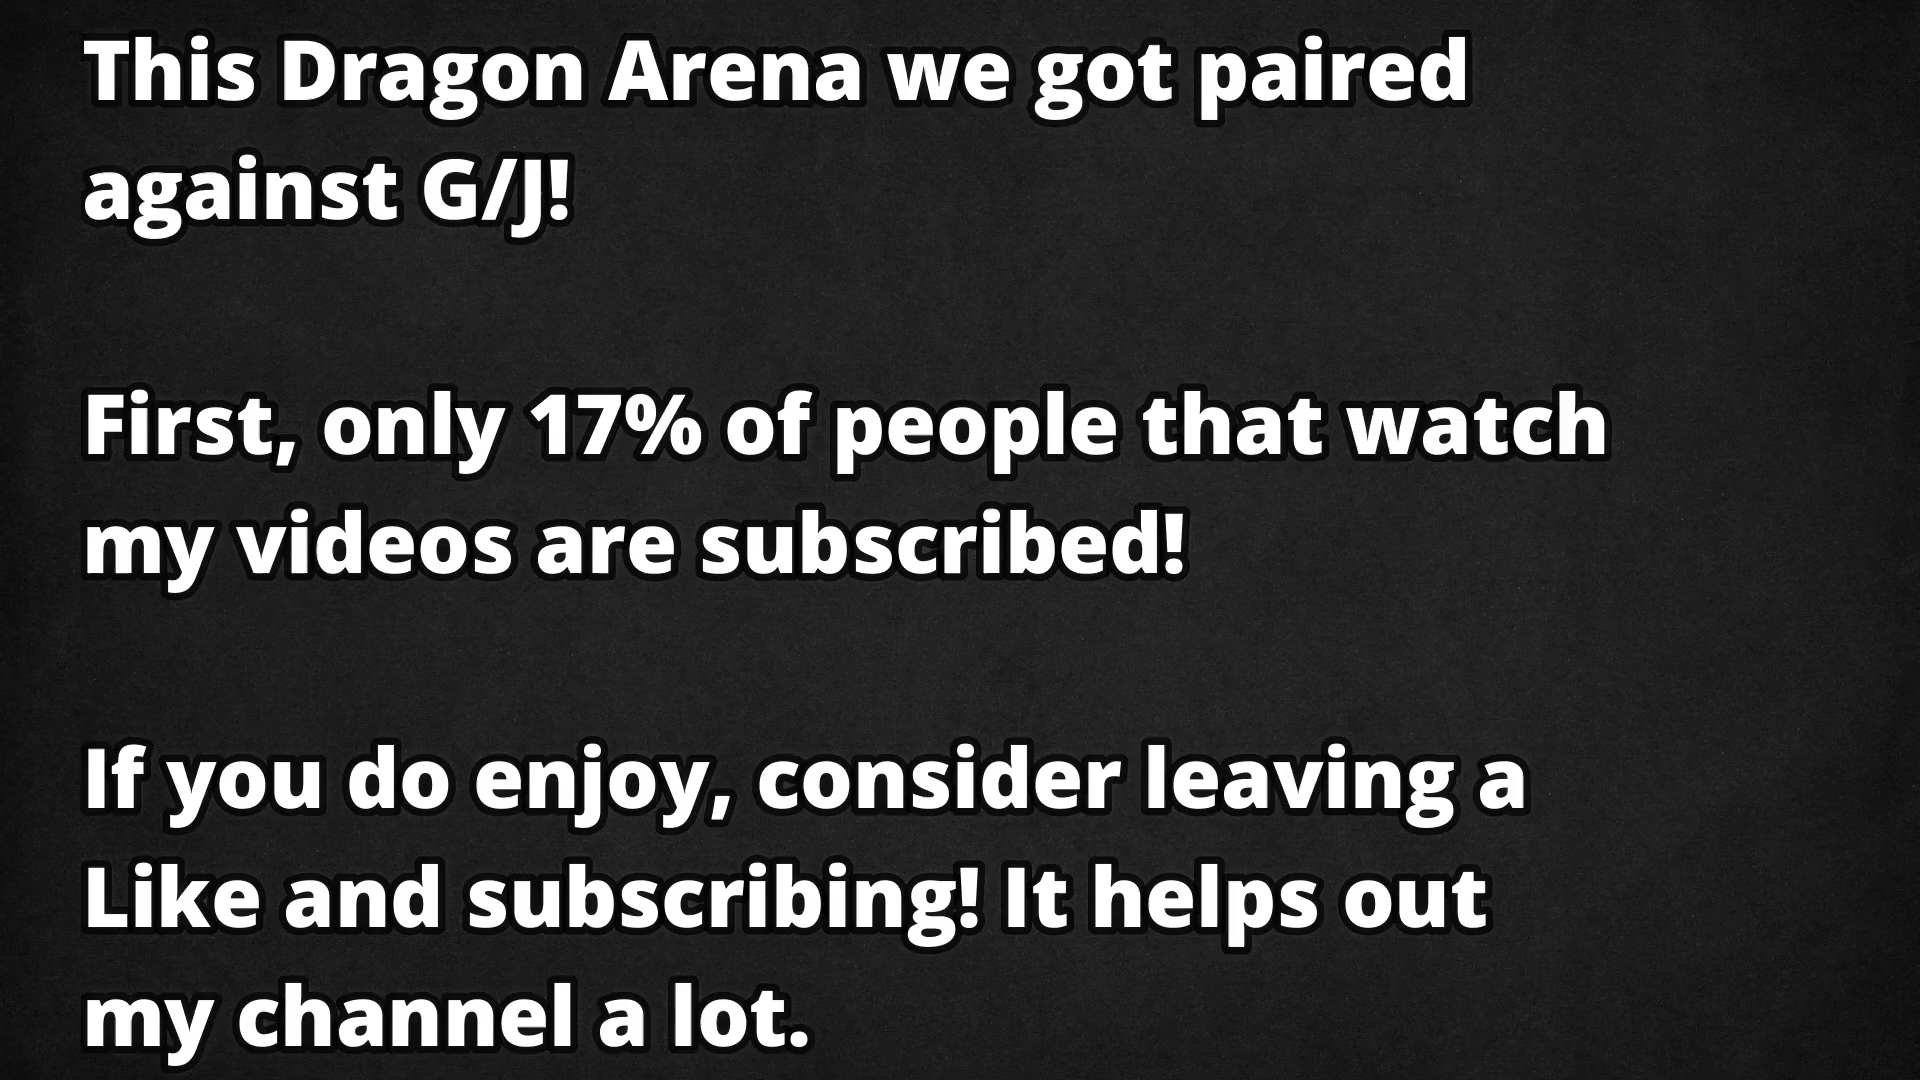 This Dragon Arena we got paired
against G/J!
First, only 17% of people that watch
my videos are subscribed!
If you do enjoy, consider leaving a
Like and subscribing! It helps out
my channel a lot.